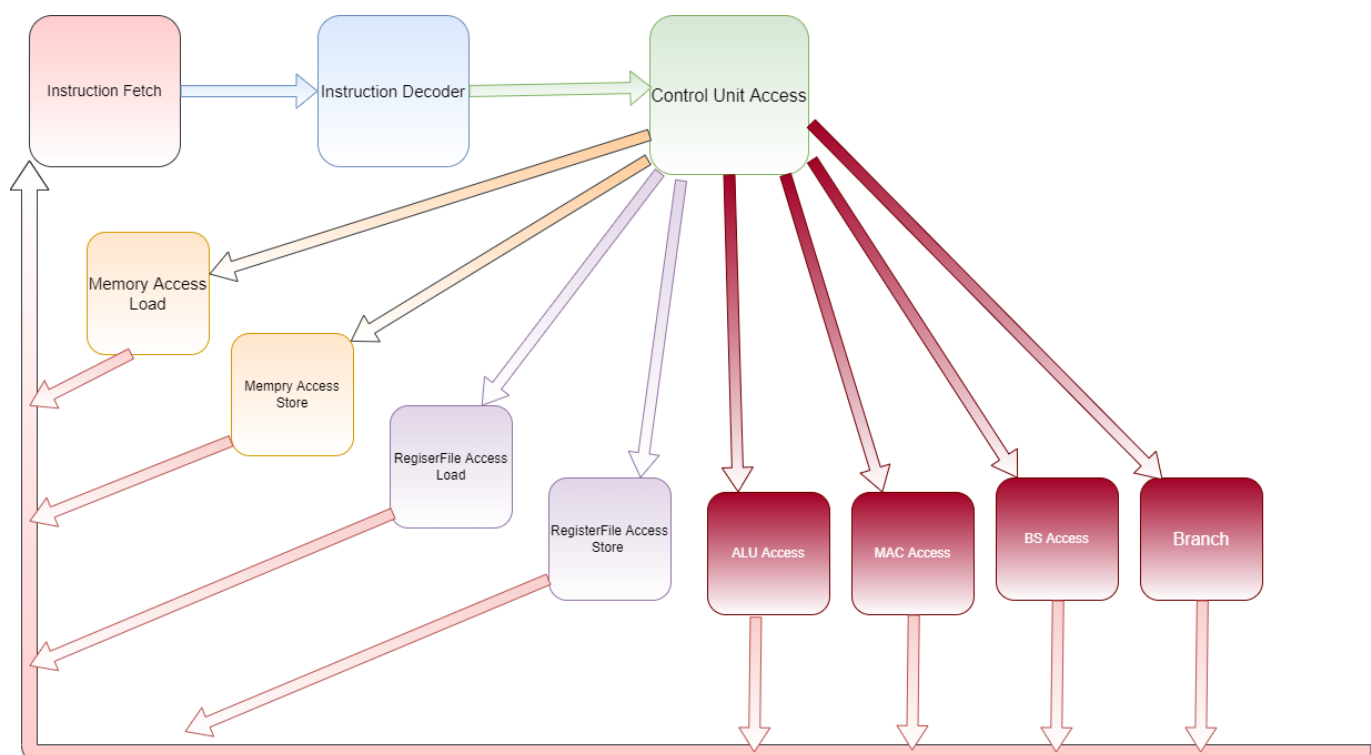 Instruction Fetch
Instruction Decoder
Control Unit Access
Memory Access
Load
Mempry Access
Store
RegiserFile Access
Load
RegisterFile Access
Store
ALU Access
MAC Access
BS Access
Branch